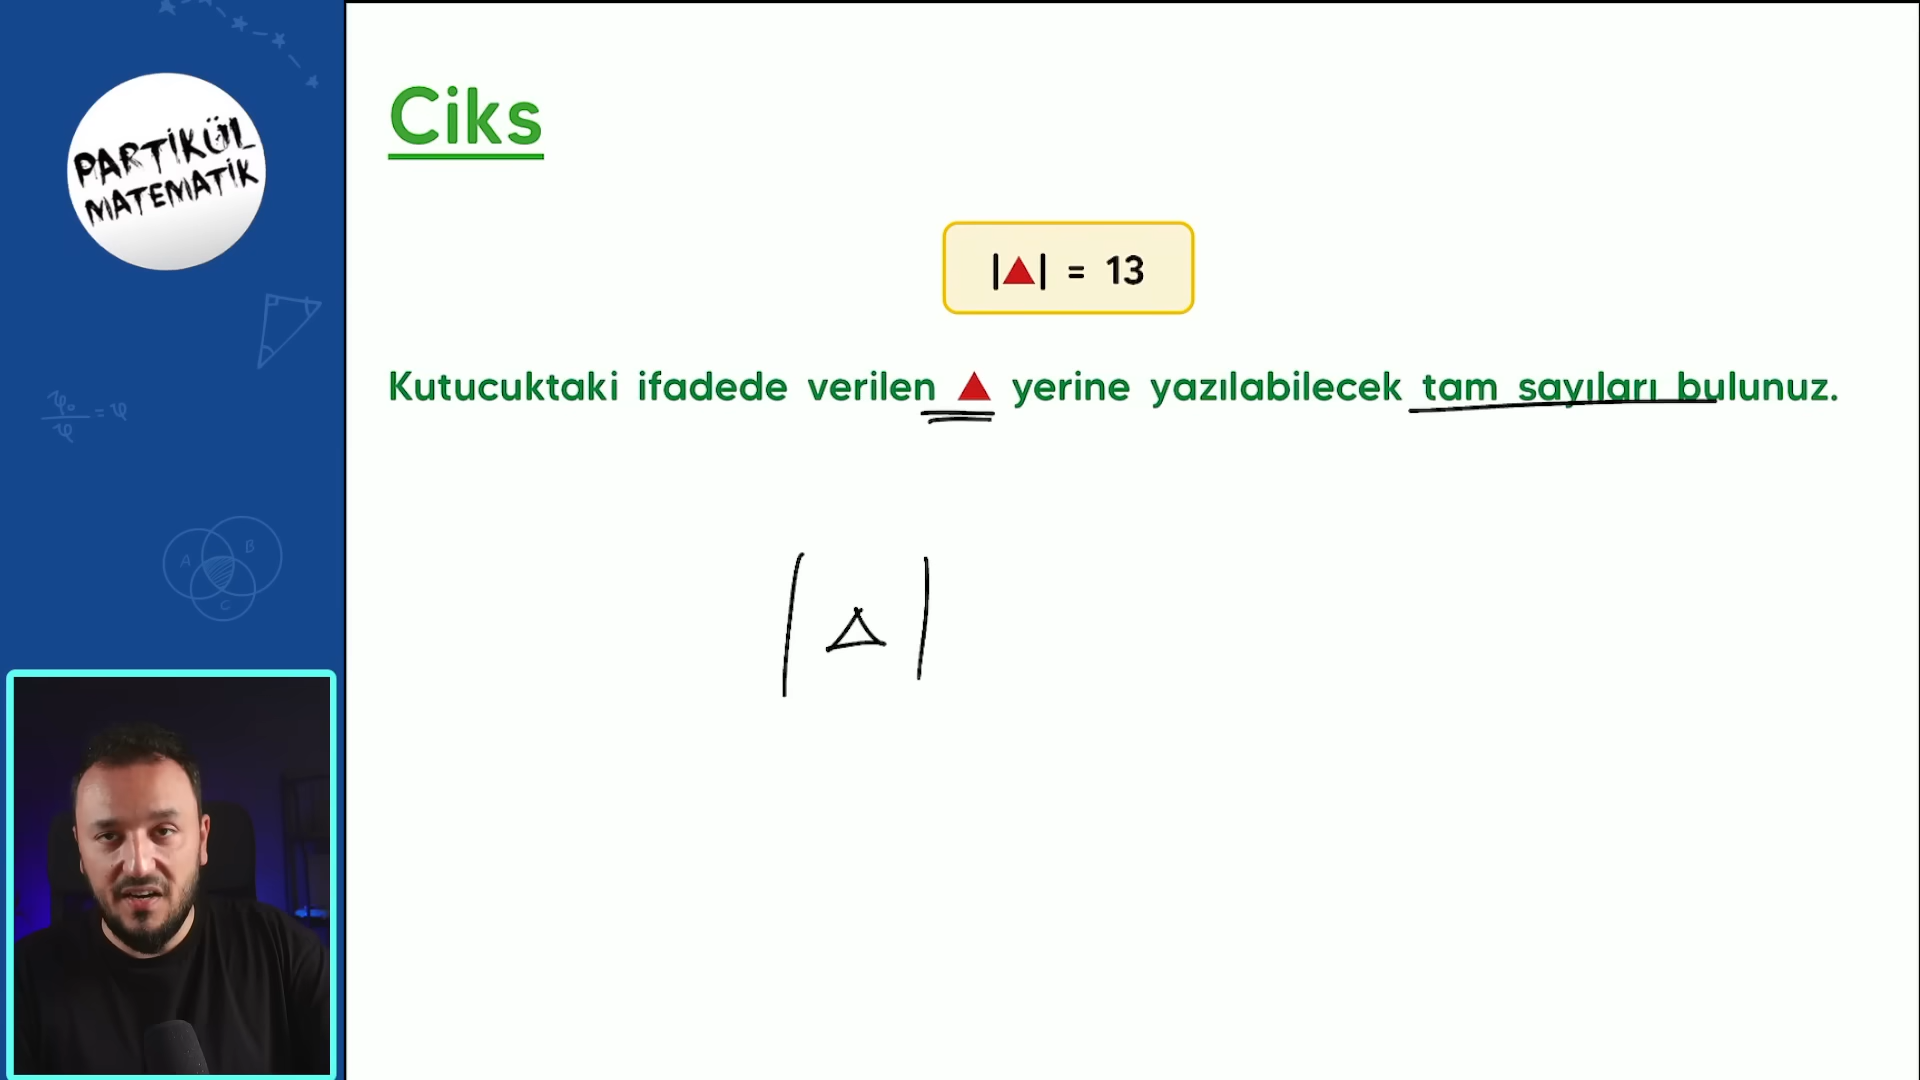 PARTİKÜL
MATEMATİK
Ciks
|▲| = 13
Kutucuktaki ifadede verilen ▲ yerine yazılabilecek tam sayıları bulunuz.
|△|
A B
C